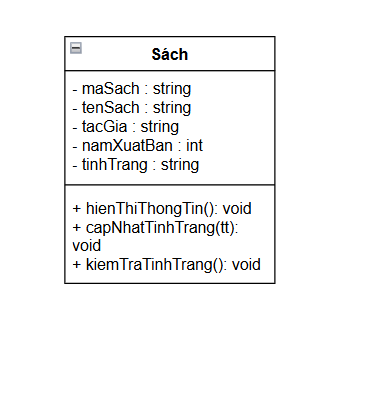 Sách
- maSach : string
- tenSach : string
- tacGia : string
- namXuatBan : int
- tinhTrang : string
+ hienThiThongTin(): void
+ capNhatTinhTrang(tt):
void
+ kiemTraTinhTrang(): void